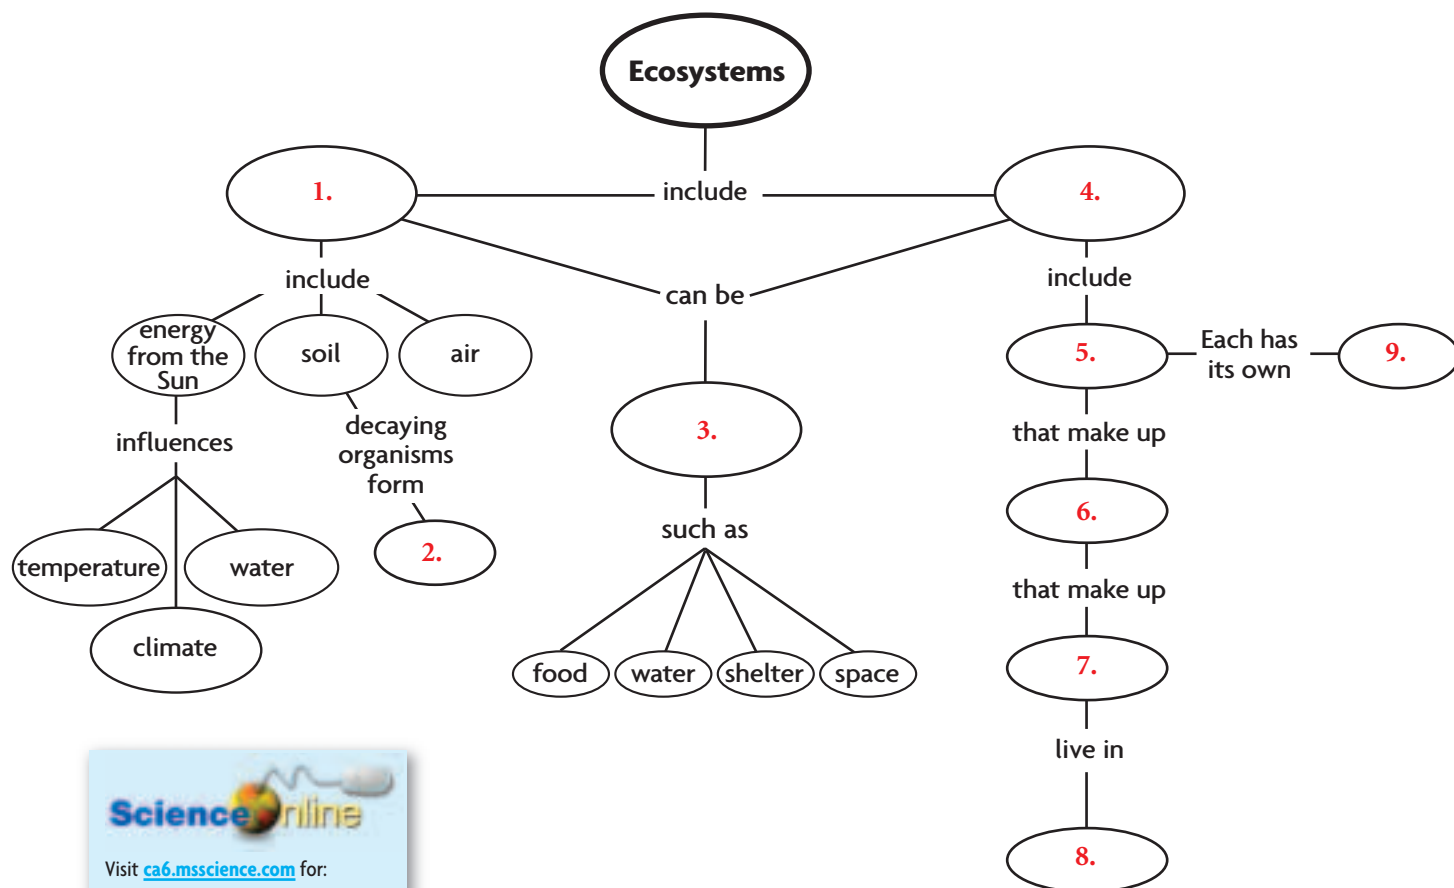 Ecosystems
1.
include
4.
include
can be
include
energy
from the
Sun
soil
air
5.
Each has
its own
9.
influences
decaying
organisms
form
3.
that make up
temperature
water
2.
such as
6.
climate
that make up
food
water
shelter
space
7.
live in
Science Online
Visit ca6.msscience.com for:
8.